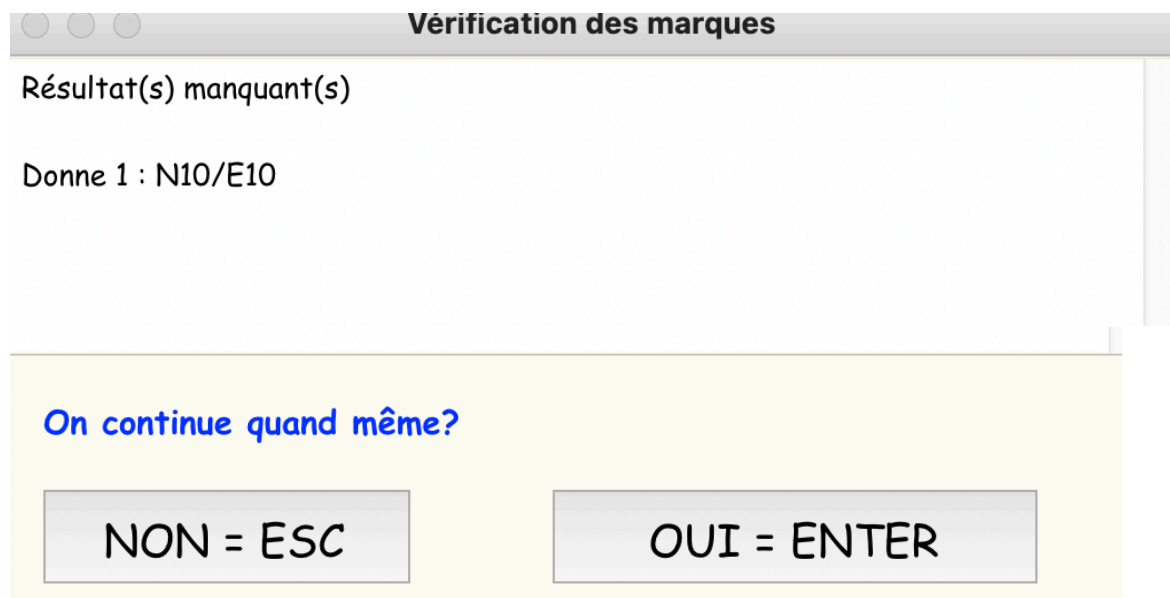 Vérification des marques
Résultat(s) manquant(s)
Donne 1 : N10/E10
On continue quand même?
NON = ESC
OUI = ENTER